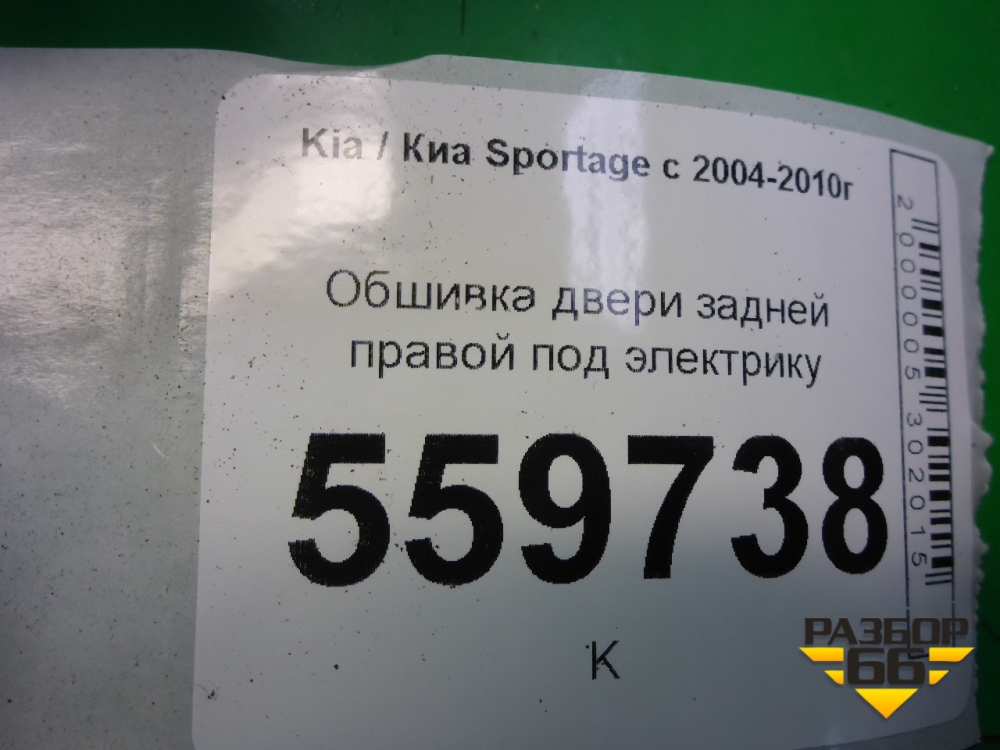 Kia / Киа Sportage с 2004-2010г
Обшивка двери задней
правой под электрику
559738
К
2000005302015
РАЗБОР
66